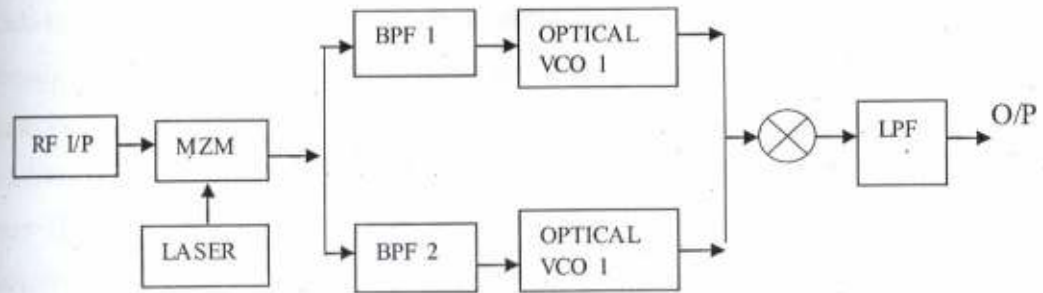 BPF 1
OPTICAL
VCO 1
RF I/P
MZM
LPF
O/P
LASER
BPF 2
OPTICAL
VCO 1